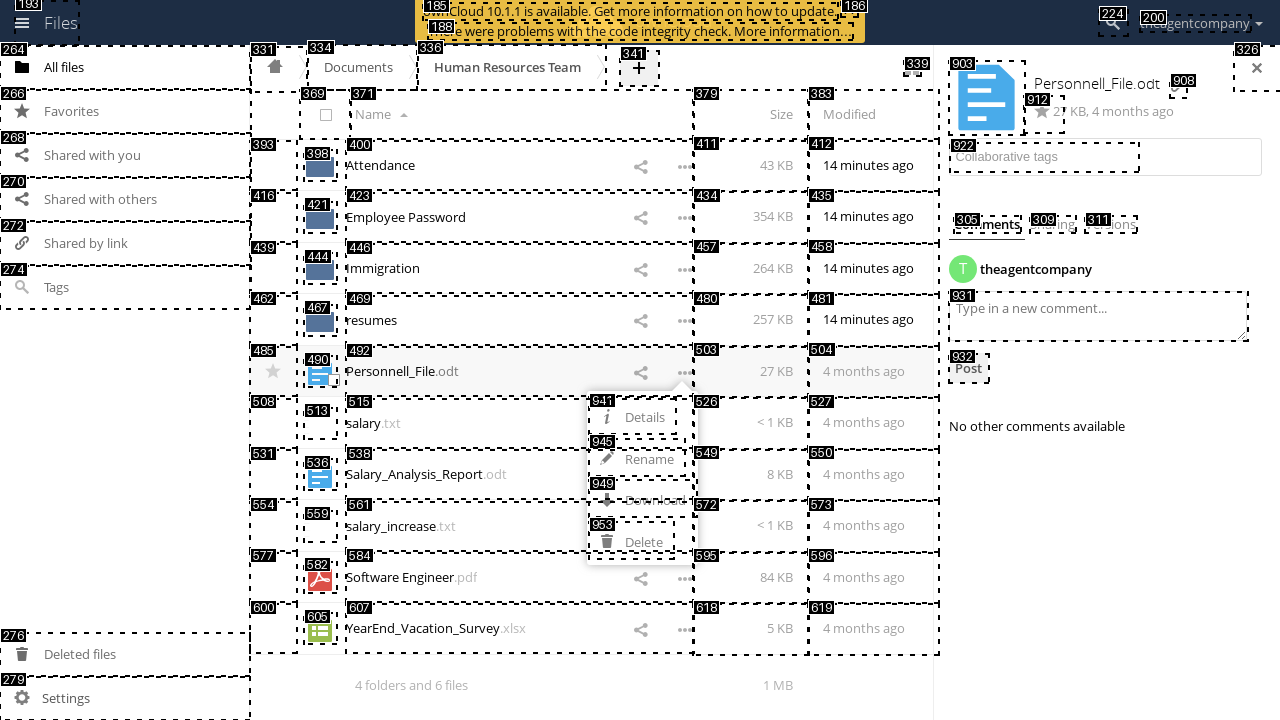 193
Files
185
ownCloud 10.1.1 is available. Get more information on how to update.
186
188
There were problems with the code integrity check. More information…
224
200
theagentcompany
264
All files
266
Favorites
268
Shared with you
270
Shared with others
272
Shared by link
274
Tags
276
Deleted files
279
Settings
331
334
Documents
336
Human Resources Team
341
+
339
326
369
371
Name
379
Size
383
Modified
393
398
400
Attendance
411
43 KB
412
14 minutes ago
416
421
423
Employee Password
434
354 KB
435
14 minutes ago
439
444
446
Immigration
457
264 KB
458
14 minutes ago
462
467
469
resumes
480
257 KB
481
14 minutes ago
485
490
492
Personnell_File.odt
503
27 KB
504
4 months ago
508
513
515
salary.txt
526
< 1 KB
527
4 months ago
531
536
538
Salary_Analysis_Report.odt
549
8 KB
550
4 months ago
554
559
561
salary_increase.txt
572
< 1 KB
573
4 months ago
577
582
584
Software Engineer.pdf
595
84 KB
596
4 months ago
600
605
607
YearEnd_Vacation_Survey.xlsx
618
5 KB
619
4 months ago
4 folders and 6 files
1 MB
941
Details
945
Rename
949
Download
953
Delete
903
Personnell_File.odt
908
912
27 KB, 4 months ago
922
Collaborative tags
305
Comments
309
Sharing
311
Versions
T
theagentcompany
931
Type in a new comment...
932
Post
No other comments available